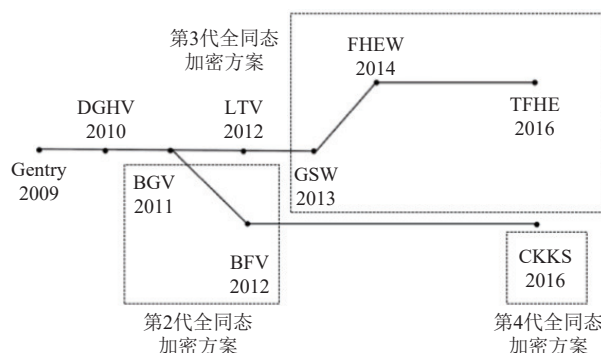 第3代全同态
加密方案
FHEW
2014
DGHV
2010
LTV
2012
TFHE
2016
Gentry
2009
BGV
2011
GSW
2013
BFV
2012
CKKS
2016
第2代全同态
加密方案
第4代全同态
加密方案